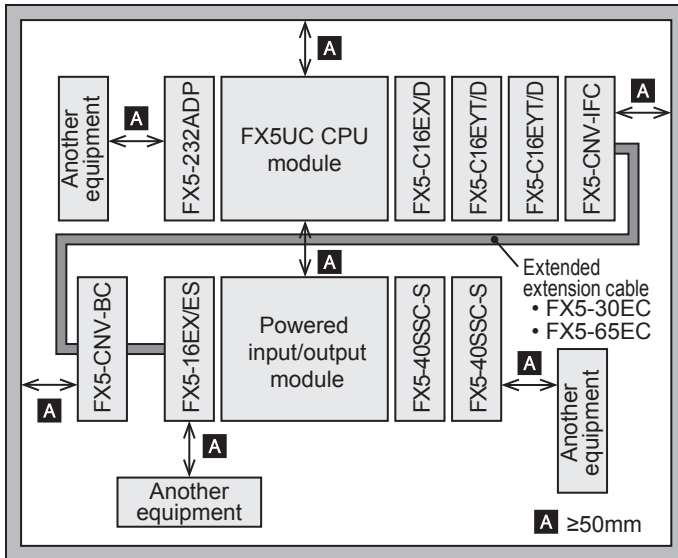 A
A
A
Another
equipment
FX5-232ADP
FX5UC CPU
module
FX5-C16EX/D
FX5-C16EYT/D
FX5-C16EYT/D
FX5-CNV-IFC
A
Extended
extension cable
• FX5-30EC
• FX5-65EC
FX5-CNV-BC
FX5-16EX/ES
Powered
input/output
module
FX5-40SSC-S
FX5-40SSC-S
A
A
A
Another
equipment
Another
equipment
A ≥50mm